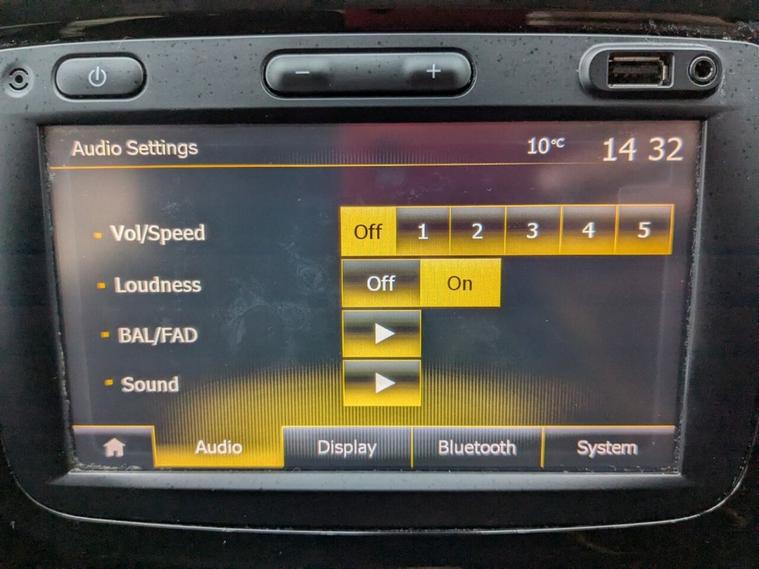 − +
Audio Settings 10°C 14 32
Vol/Speed Off 1 2 3 4 5
Loudness Off On
BAL/FAD
Sound
Audio Display Bluetooth System